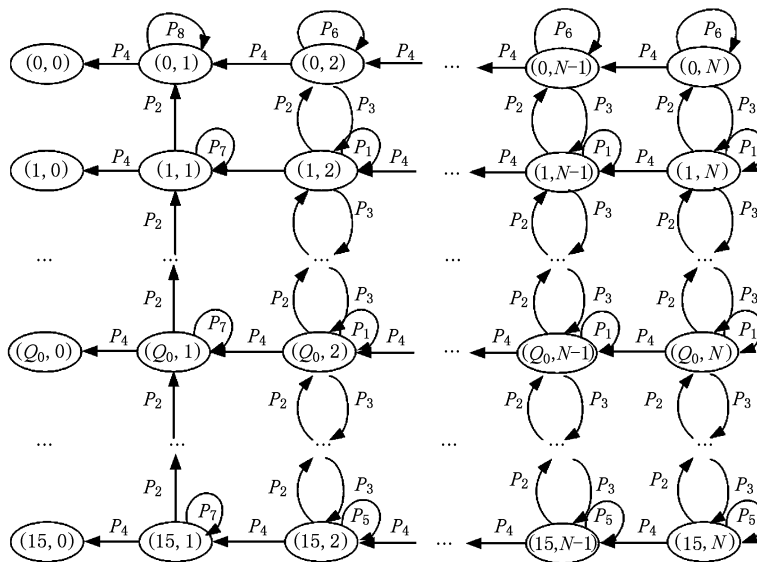 P8 P6 P6 P6
(0, 0) P4 (0, 1) P4 (0, 2) P4 ... P4 (0,N−1) P4 (0, N)
P2 P2 P3 P2 P3 P2 P3
P7 P1 P1 P1
(1, 0) P4 (1, 1) (1, 2) P4 ... P4 (1,N−1) P4 (1, N)
P2 P2 P3 P2 P3 P2 P3
... ... ... ... ... ...
P2 P2 P3 P2 P3 P2 P3
P7 P1 P1 P1
(Q0, 0) P4 (Q0, 1) P4 (Q0, 2) P4 ... P4 (Q0,N−1) P4 (Q0, N)
P2 P2 P3 P2 P3 P2 P3
... ... ... ... ... ...
P2 P2 P3 P2 P3 P2 P3
P7 P5 P5 P5
(15, 0) P4 (15, 1) P4 (15, 2) P4 ... P4 (15,N−1) P4 (15, N)